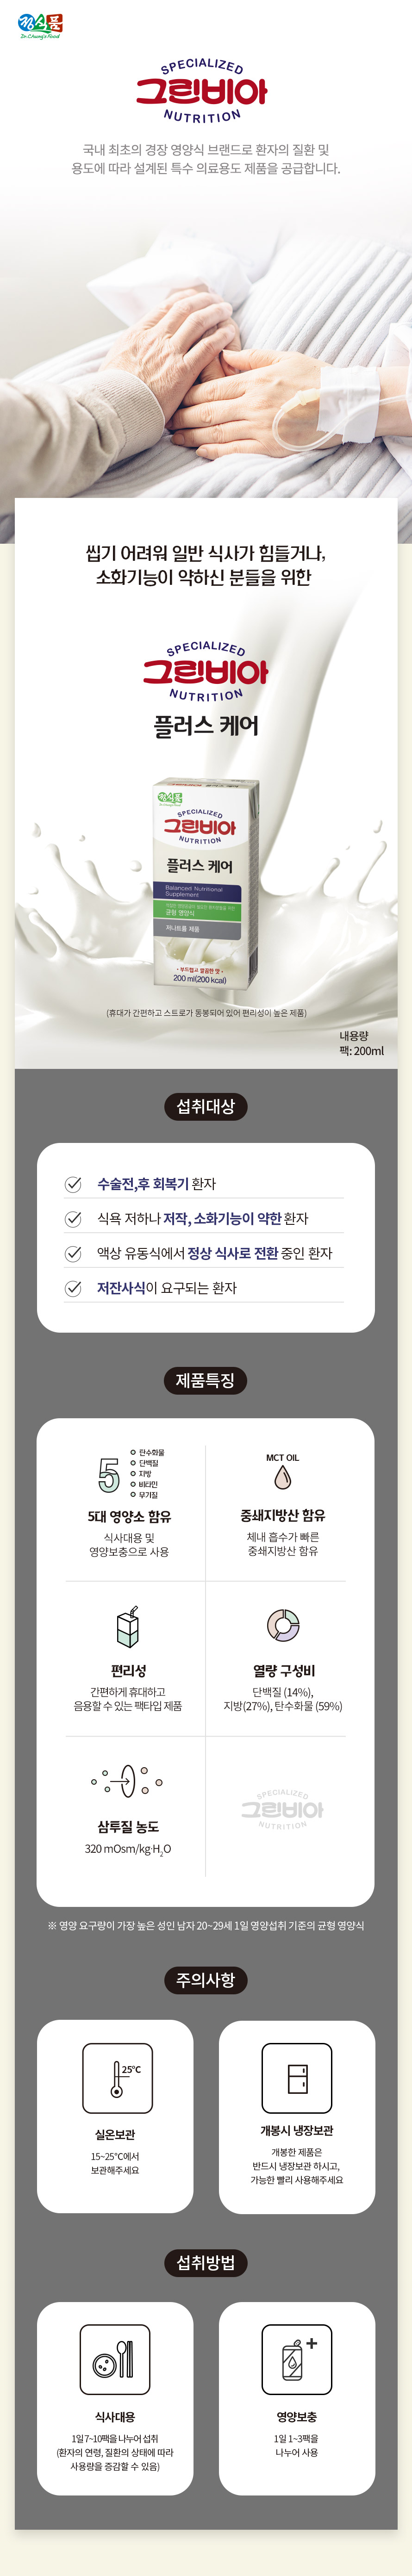 정식품
Dr.Chung's Food
SPECIALIZED
그린비아
NUTRITION
국내 최초의 경장 영양식 브랜드로 환자의 질환 및
용도에 따라 설계된 특수 의료용도 제품을 공급합니다.
씹기 어려워 일반 식사가 힘들거나,
소화기능이 약하신 분들을 위한
SPECIALIZED
그린비아
NUTRITION
플러스 케어
정식품
SPECIALIZED
그린비아
NUTRITION
플러스 케어
Balanced Nutritional
Supplement
균형 영양식
저나트륨 제품
• 부드럽고 깔끔한 맛 •
200 ml(200 kcal)
(휴대가 간편하고 스트로가 동봉되어 있어 편리성이 높은 제품)
내용량
팩: 200ml
섭취대상
수술전,후 회복기 환자
식욕 저하나 저작, 소화기능이 약한 환자
액상 유동식에서 정상 식사로 전환 중인 환자
저잔사식이 요구되는 환자
제품특징
5
탄수화물
단백질
지방
비타민
무기질
5대 영양소 함유
식사대용 및
영양보충으로 사용
MCT OIL
중쇄지방산 함유
체내 흡수가 빠른
중쇄지방산 함유
편리성
간편하게 휴대하고
음용할 수 있는 팩타입 제품
열량 구성비
단백질 (14%),
지방(27%), 탄수화물 (59%)
삼투질 농도
320 mOsm/kg·H2O
SPECIALIZED
그린비아
NUTRITION
※ 영양 요구량이 가장 높은 성인 남자 20~29세 1일 영양섭취 기준의 균형 영양식
주의사항
25℃
실온보관
15~25℃에서
보관해주세요
개봉시 냉장보관
개봉한 제품은
반드시 냉장보관 하시고,
가능한 빨리 사용해주세요
섭취방법
식사대용
1일 7~10팩을 나누어 섭취
(환자의 연령, 질환의 상태에 따라
사용량을 증감할 수 있음)
영양보충
1일 1~3팩을
나누어 사용